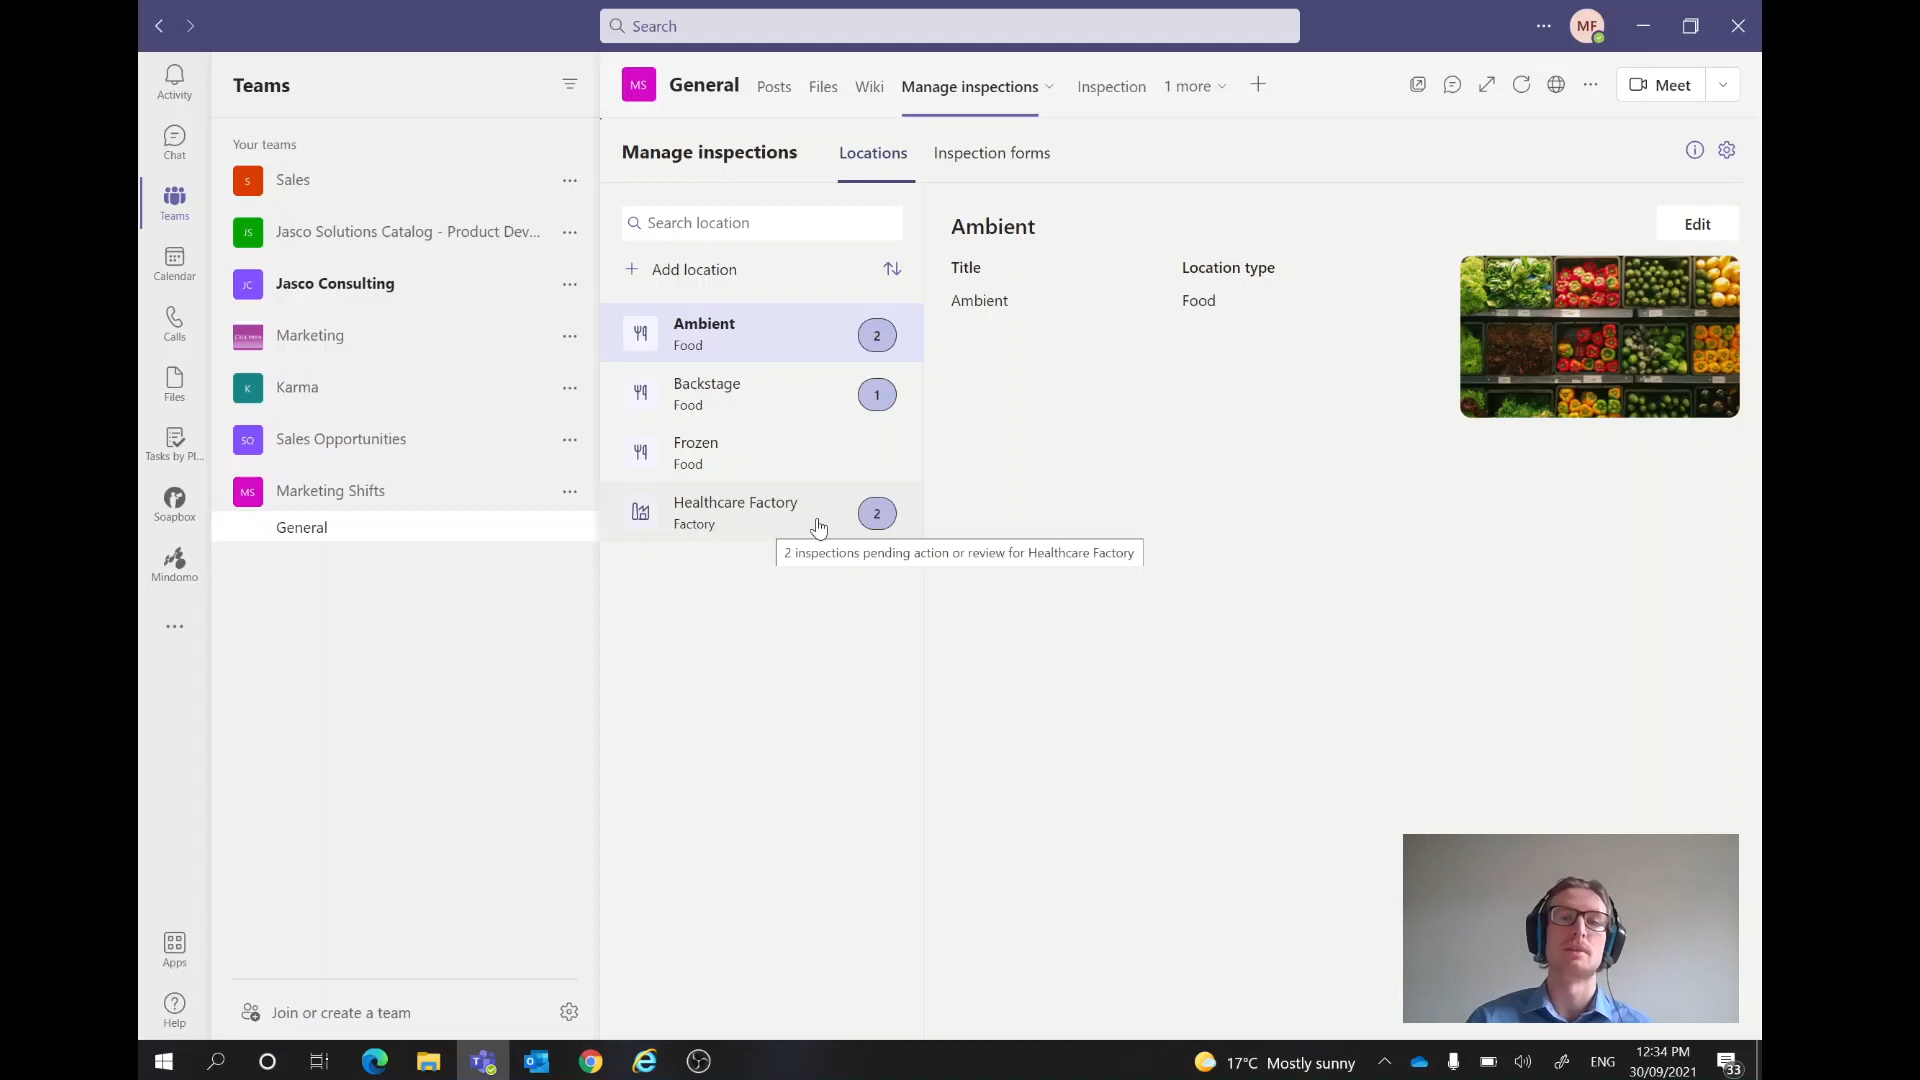 Search
MF
Activity
Chat
Teams
Calendar
Calls
Files
Tasks by Pl...
Soapbox
Mindomo
Apps
Help
Teams
Your teams
S Sales
JS Jasco Solutions Catalog - Product Dev...
JC Jasco Consulting
Click Here Marketing
K Karma
SO Sales Opportunities
MS Marketing Shifts
General
Join or create a team
MS General Posts Files Wiki Manage inspections Inspection 1 more Meet
Manage inspections Locations Inspection forms
Search location
Add location
Ambient
Food
2
Backstage
Food
1
Frozen
Food
Healthcare Factory
Factory
2
2 inspections pending action or review for Healthcare Factory
Ambient Edit
Title Location type
Ambient Food
17°C Mostly sunny ENG 12:34 PM
30/09/2021
33